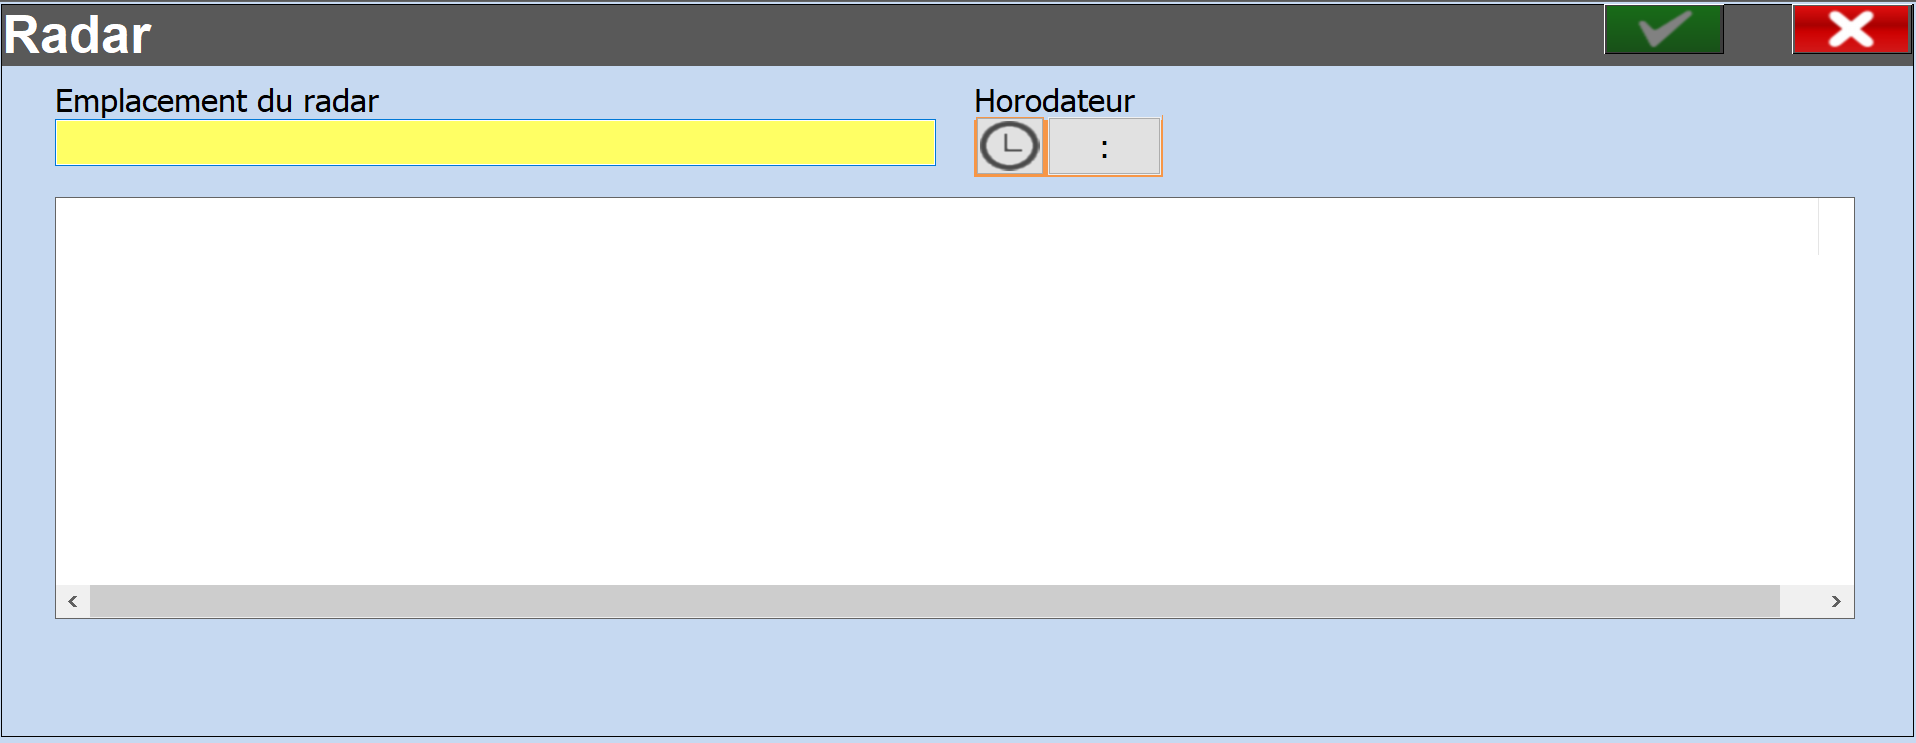 Radar
Emplacement du radar
Horodateur
: